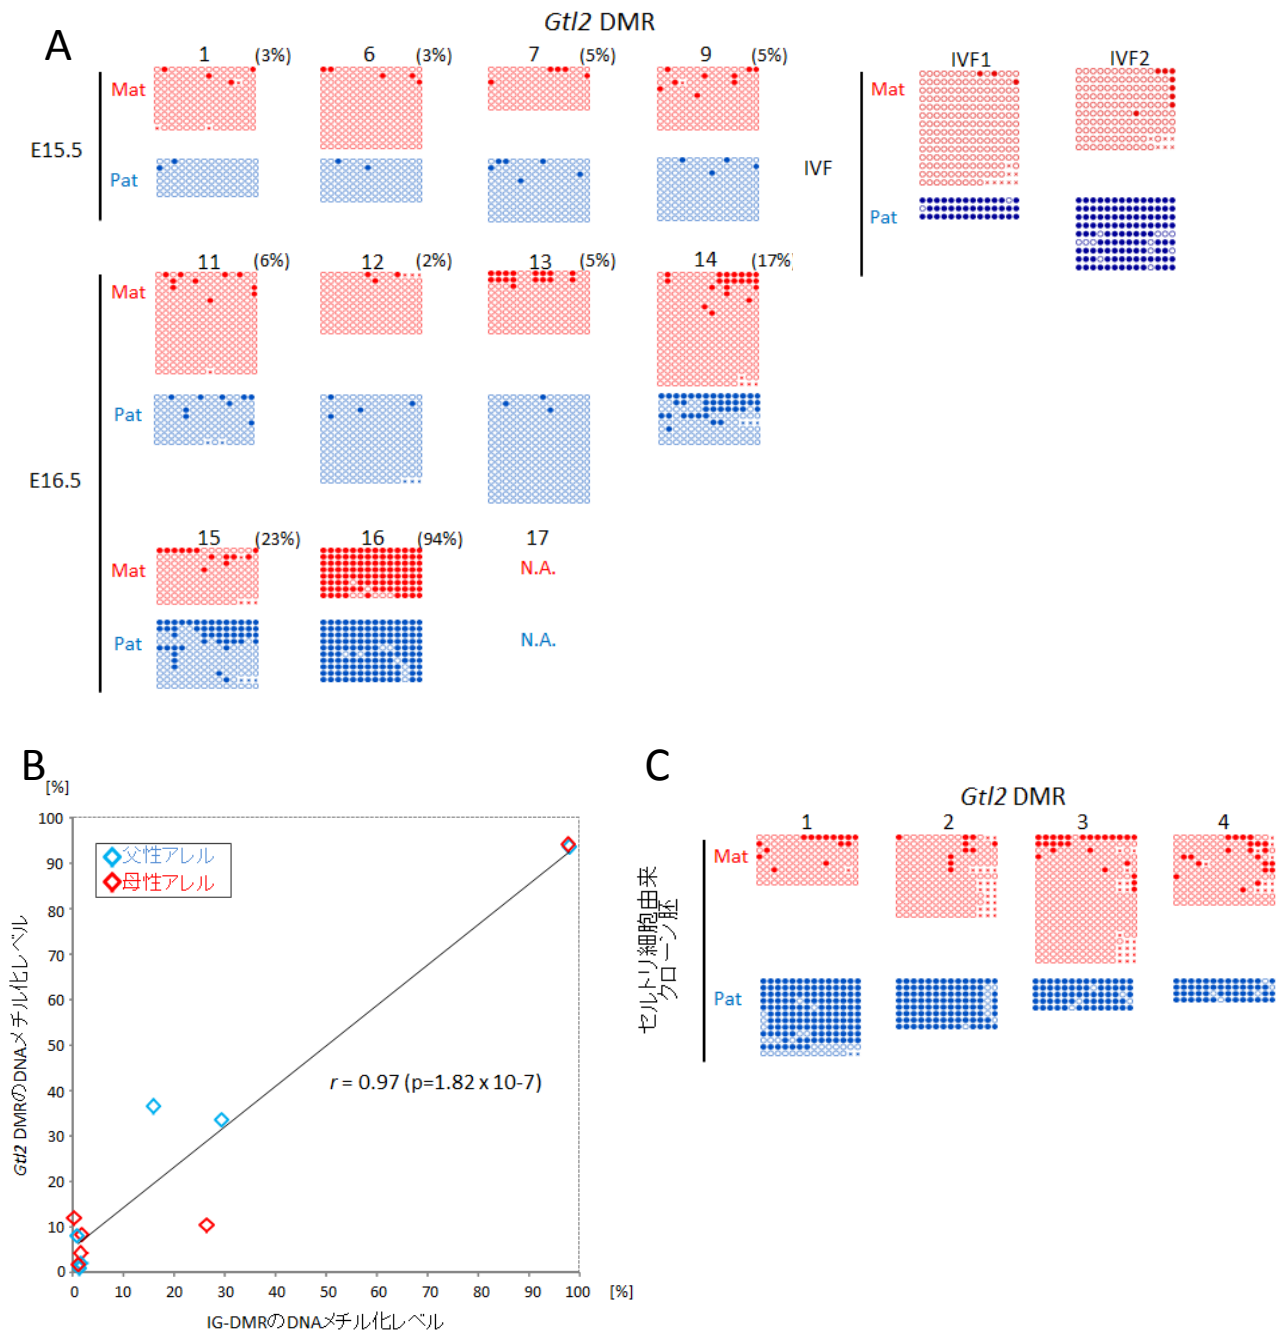 A
Gtl2 DMR
1 (3%) 6 (3%) 7 (5%) 9 (5%)
IVF1 IVF2
Mat
Mat
E15.5
IVF
Pat
Pat
11 (6%) 12 (2%) 13 (5%) 14 (17%)
Mat
Pat
E16.5
15 (23%) 16 (94%) 17
Mat N.A.
Pat N.A.
B
[%]
100
90
80
70
60
50
40
30
20
10
0
父性アレル
母性アレル
r = 0.97 (p=1.82 x 10-7)
Gtl2 DMRのDNAメチル化レベル
0 10 20 30 40 50 60 70 80 90 100 [%]
IG-DMRのDNAメチル化レベル
C
Gtl2 DMR
1 2 3 4
Mat
セルトリ細胞由来
クローン胚
Pat